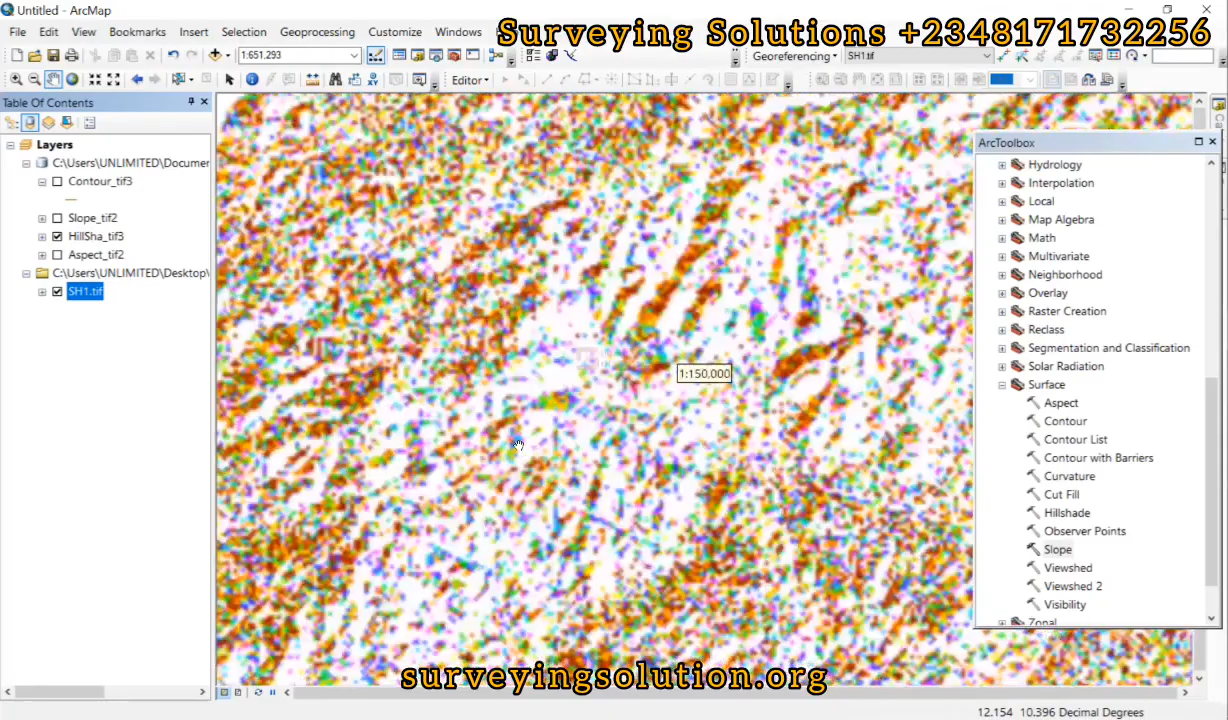 Untitled - ArcMap
File Edit View Bookmarks Insert Selection Geoprocessing Customize Windows
Surveying Solutions +2348171732256
1:651,293
Georeferencing
SH1.tif
Editor
Table Of Contents
Layers
C:\Users\UNLIMITED\Documer
Contour_tif3
Slope_tif2
HillSha_tif3
Aspect_tif2
C:\Users\UNLIMITED\Desktop\
SH1.tif
1:150,000
ArcToolbox
Hydrology
Interpolation
Local
Map Algebra
Math
Multivariate
Neighborhood
Overlay
Raster Creation
Reclass
Segmentation and Classification
Solar Radiation
Surface
Aspect
Contour
Contour List
Contour with Barriers
Curvature
Cut Fill
Hillshade
Observer Points
Slope
Viewshed
Viewshed 2
Visibility
Zonal
surveyingsolution.org
12.154 10.396 Decimal Degrees